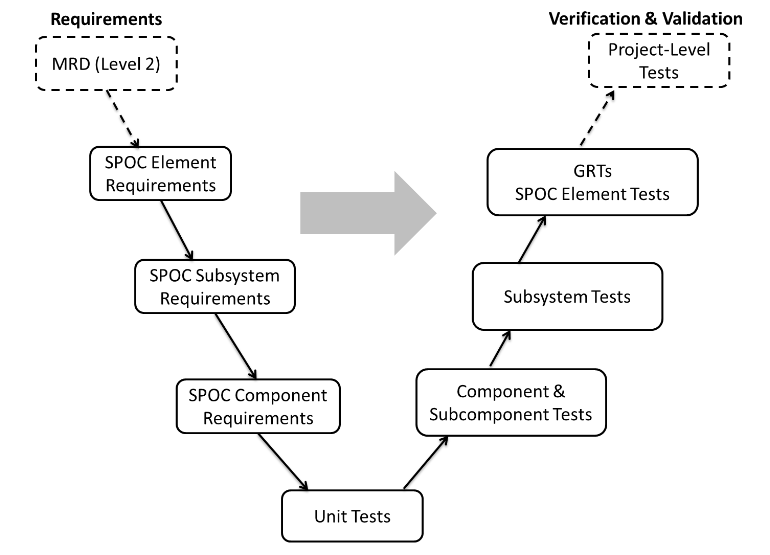 Requirements
MRD (Level 2)
SPOC Element
Requirements
SPOC Subsystem
Requirements
SPOC Component
Requirements
Unit Tests
Verification & Validation
Project-Level
Tests
GRTs
SPOC Element Tests
Subsystem Tests
Component &
Subcomponent Tests